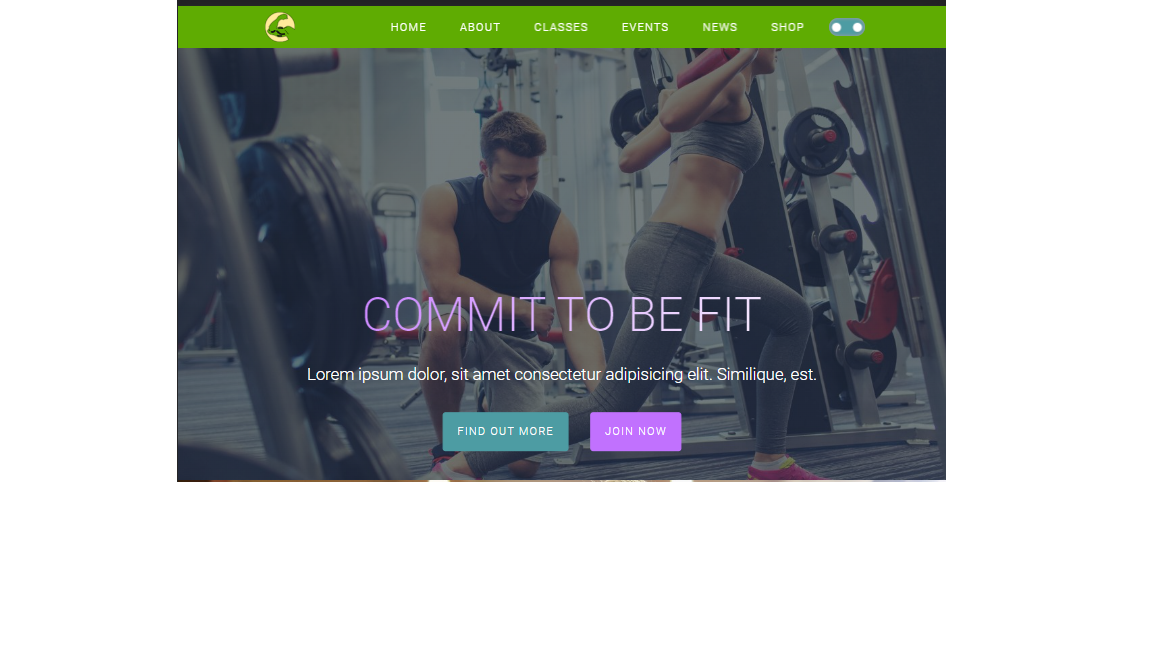 HOME ABOUT CLASSES EVENTS NEWS SHOP
COMMIT TO BE FIT
Lorem ipsum dolor, sit amet consectetur adipisicing elit. Similique, est.
FIND OUT MORE JOIN NOW